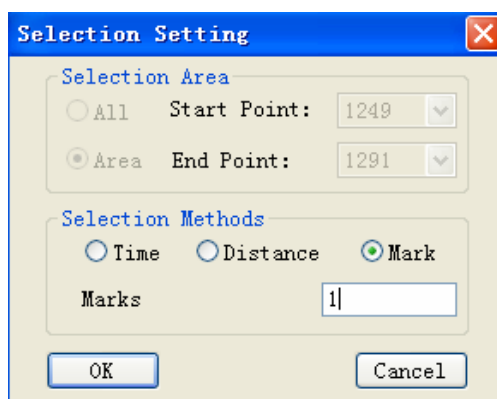 Selection Setting
Selection Area
All Start Point: 1249
Area End Point: 1291
Selection Methods
Time Distance Mark
Marks 1
OK Cancel